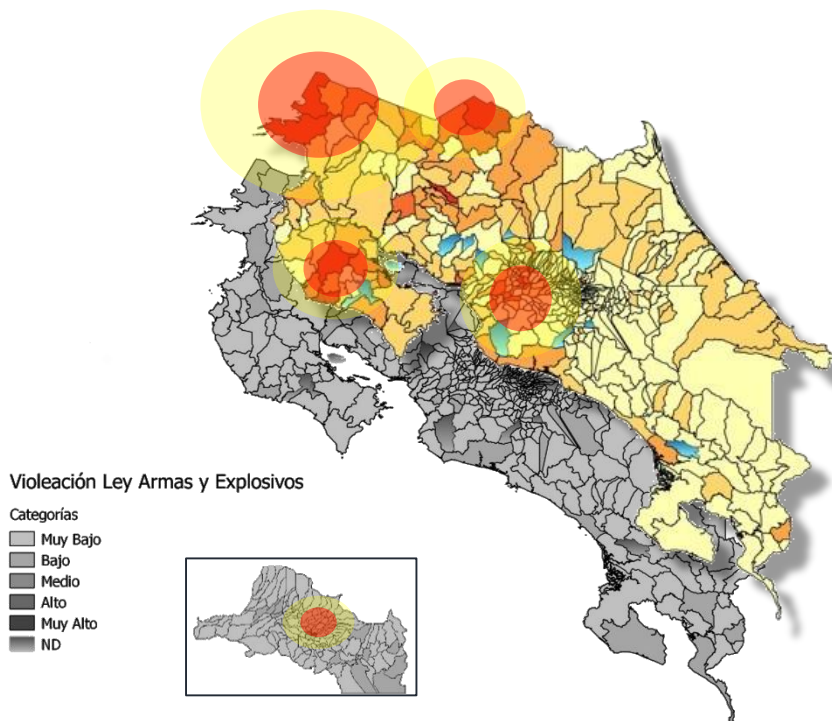 Violeación Ley Armas y Explosivos
Categorías
Muy Bajo
Bajo
Medio
Alto
Muy Alto
ND